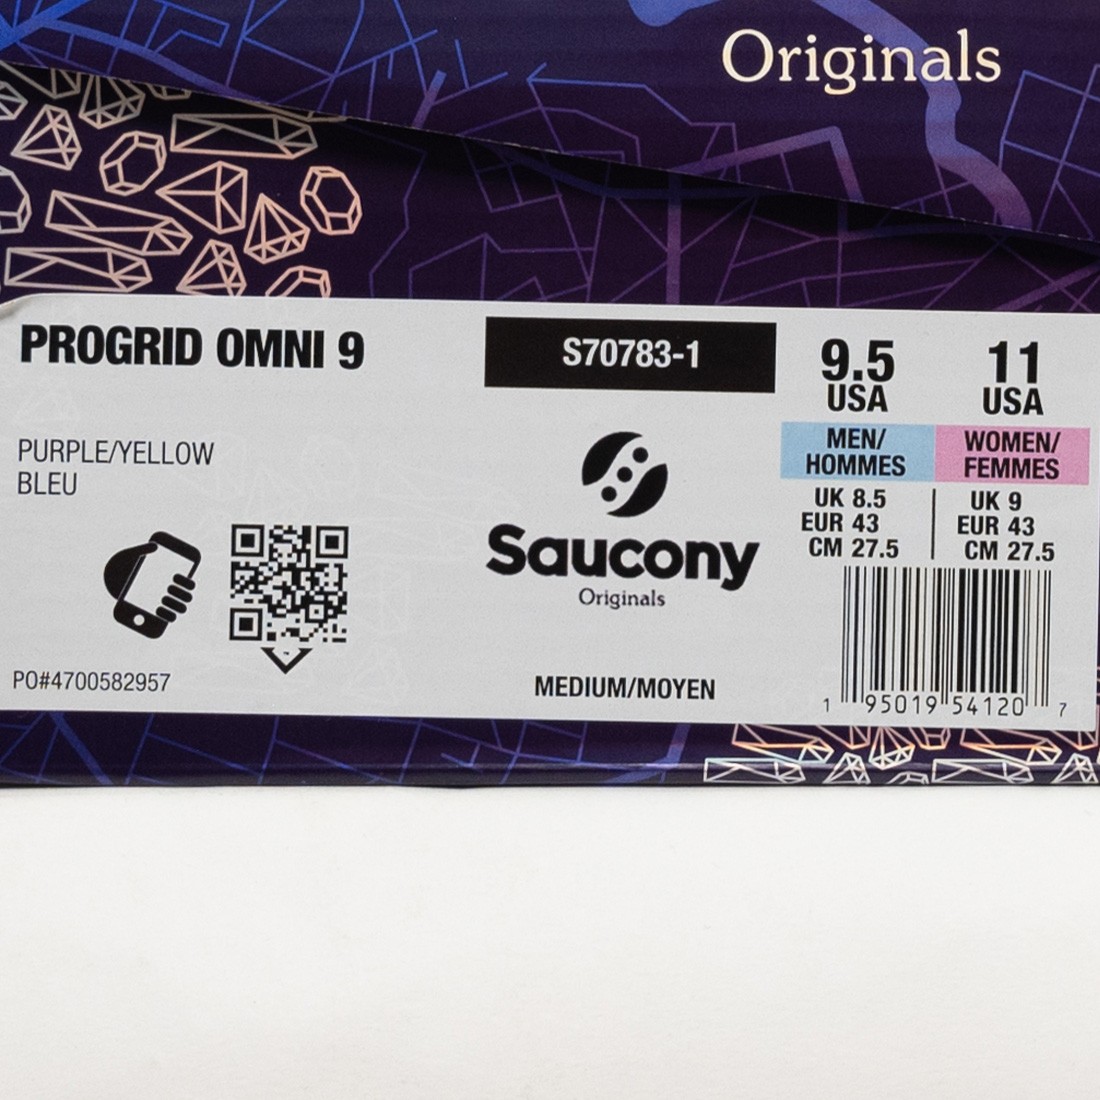 Originals
PROGRID OMNI 9
S70783-1
9.5
USA
11
USA
MEN/
HOMMES
WOMEN/
FEMMES
PURPLE/YELLOW
BLEU
UK 8.5
EUR 43
CM 27.5
UK 9
EUR 43
CM 27.5
Saucony
Originals
PO#4700582957
MEDIUM/MOYEN
1 95019 54120 7